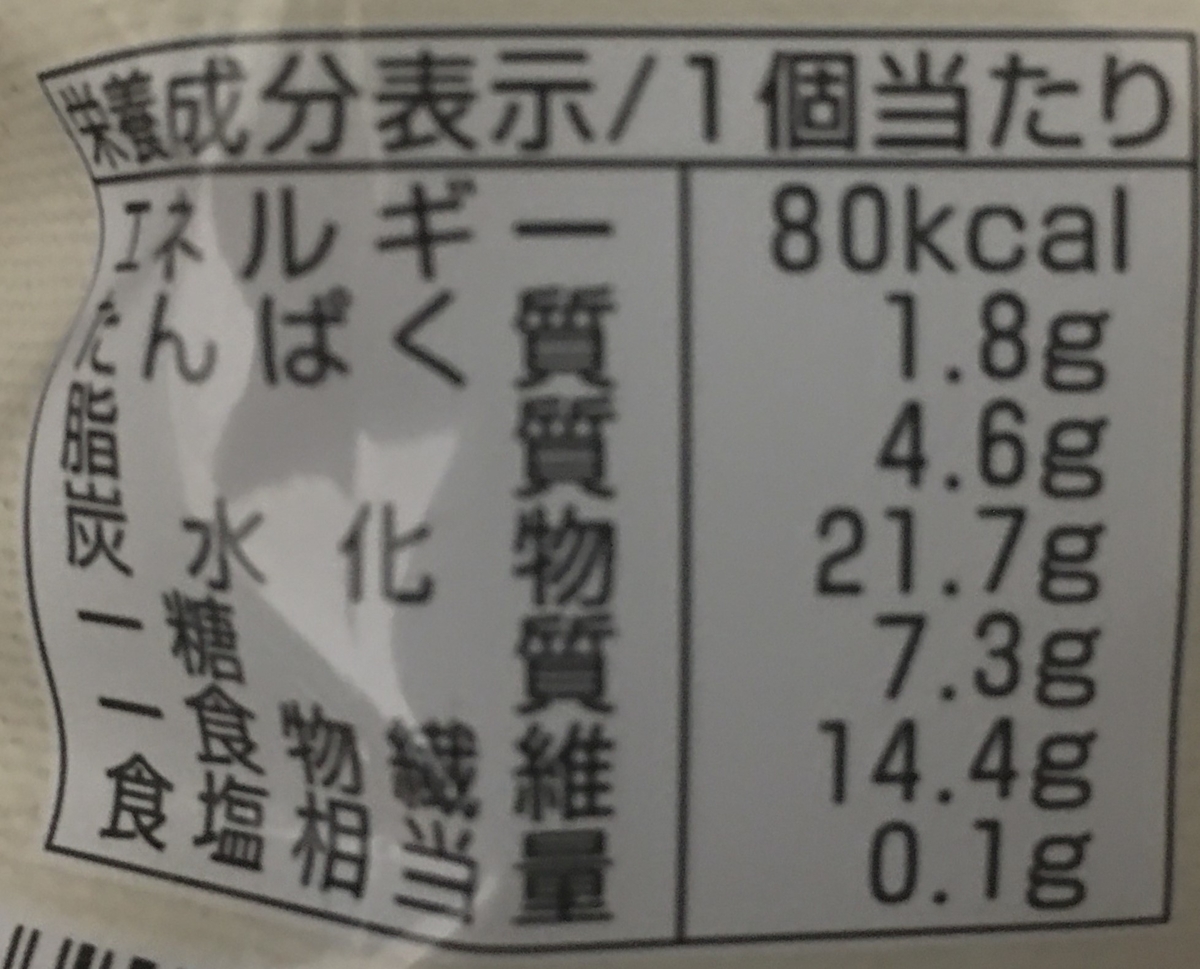 栄養成分表示/1個当たり
エネルギー 80kcal
たんぱく質 1.8g
脂質 4.6g
炭水化物 21.7g
ー糖質 7.3g
ー食物繊維 14.4g
食塩相当量 0.1g